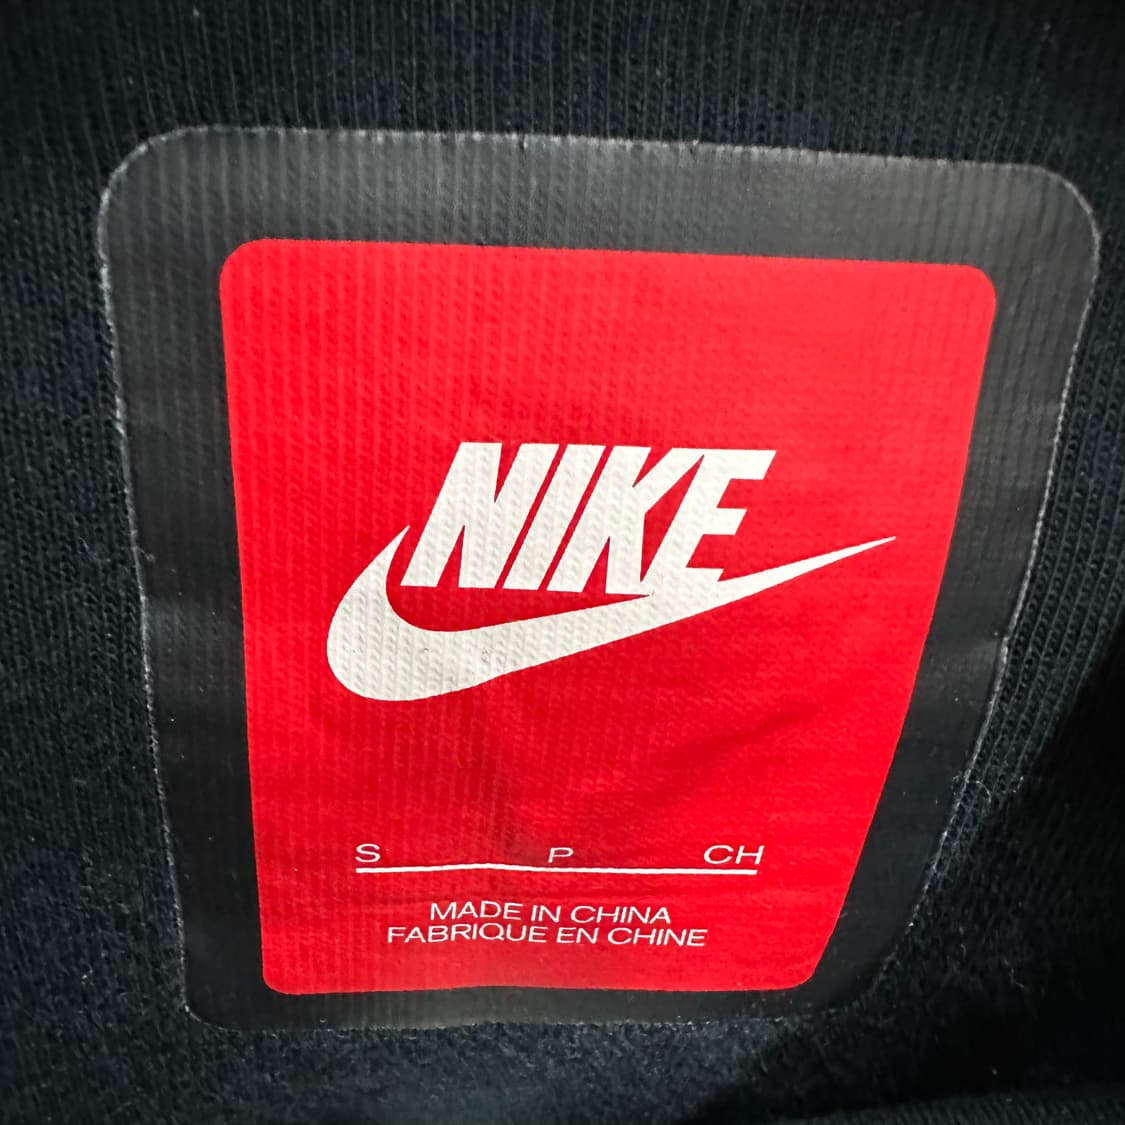 NIKE
S P CH
MADE IN CHINA
FABRIQUE EN CHINE